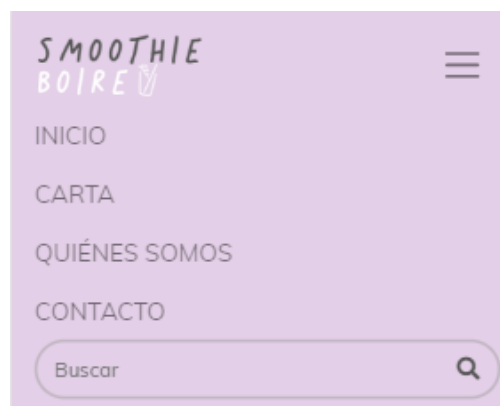 SMOOTHIE
BOIRE
INICIO
CARTA
QUIÉNES SOMOS
CONTACTO
Buscar